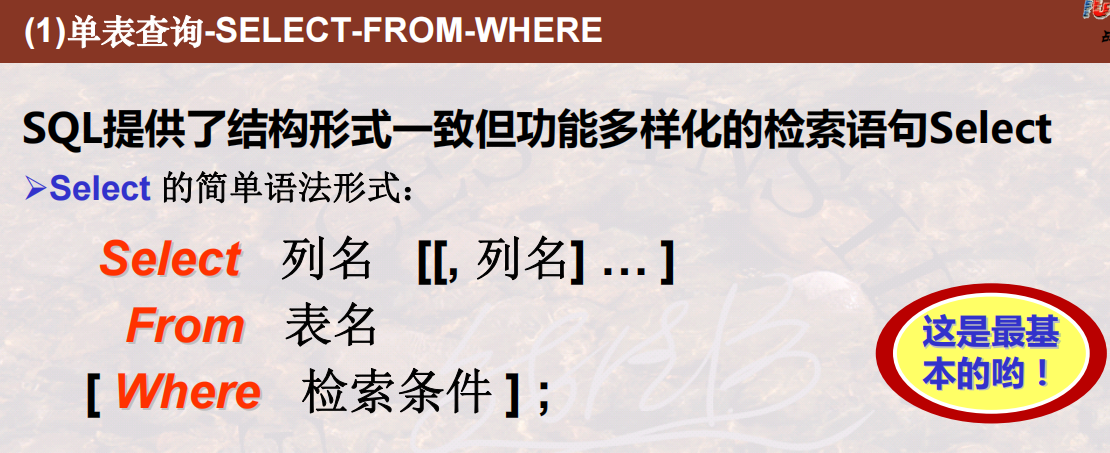 (1)单表查询-SELECT-FROM-WHERE
SQL提供了结构形式一致但功能多样化的检索语句Select
➢Select 的简单语法形式：
Select 列名 [[, 列名] … ]
From 表名
[ Where 检索条件 ] ;
这是最基
本的哟！